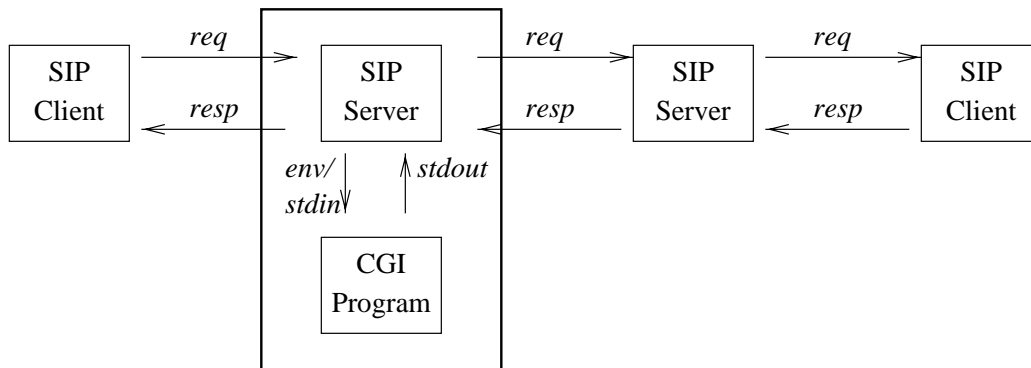 req
req
req
SIP
Client
SIP
Server
SIP
Server
SIP
Client
resp
resp
resp
env/
stdin
stdout
CGI
Program